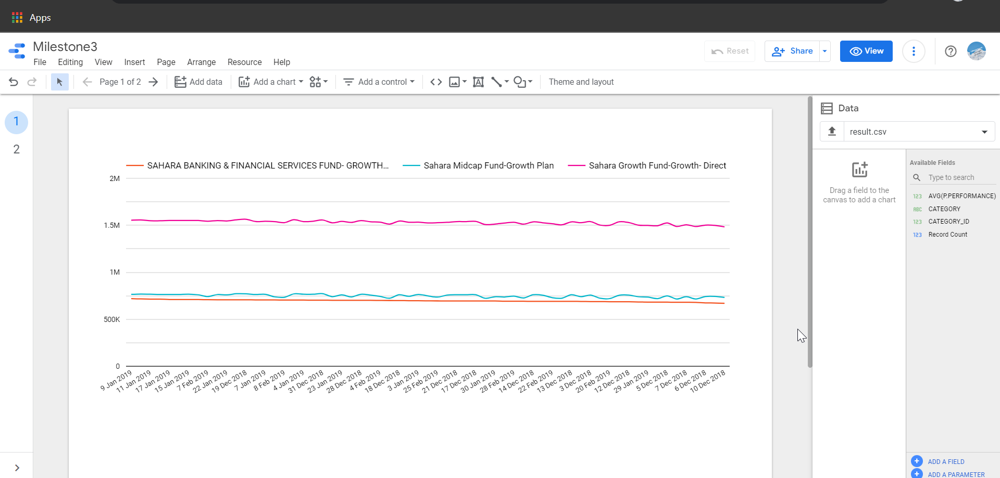 Apps
Milestone3
File Editing View Insert Page Arrange Resource Help
Reset
Share
View
Page 1 of 2
Add data
Add a chart
Add a control
Theme and layout
1
2
SAHARA BANKING & FINANCIAL SERVICES FUND- GROWTH...
Sahara Midcap Fund-Growth Plan
Sahara Growth Fund-Growth- Direct
2M
1.5M
1M
500K
0
9 Jan 2019
11 Jan 2019
17 Jan 2019
15 Jan 2019
7 Feb 2019
22 Jan 2019
19 Dec 2018
7 Jan 2019
8 Feb 2019
4 Jan 2019
31 Dec 2018
23 Jan 2019
28 Dec 2018
4 Feb 2019
18 Dec 2018
3 Jan 2019
25 Feb 2019
21 Dec 2018
17 Dec 2018
30 Jan 2019
28 Feb 2019
14 Dec 2018
22 Feb 2019
13 Dec 2018
3 Dec 2018
20 Feb 2019
12 Dec 2018
29 Jan 2019
5 Dec 2018
7 Dec 2018
6 Dec 2018
10 Dec 2018
Data
result.csv
Drag a field to the
canvas to add a chart
Available Fields
Type to search
123 AVG(P.PERFORMANCE)
ABC CATEGORY
123 CATEGORY_ID
123 Record Count
ADD A FIELD
ADD A PARAMETER